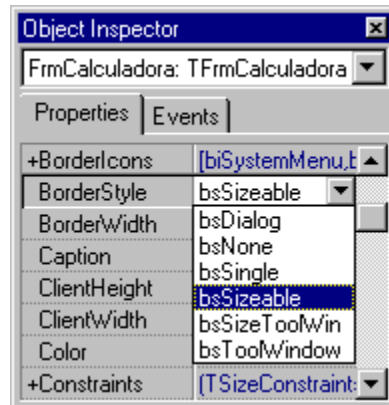 Object Inspector
FrmCalculadora: TFrmCalculadora
Properties Events
+BorderIcons [biSystemMenu,b
BorderStyle bsSizeable
BorderWidth bsDialog
bsNone
Caption bsSingle
ClientHeight bsSizeable
ClientWidth bsSizeToolWin
Color bsToolWindow
+Constraints (TSizeConstraint